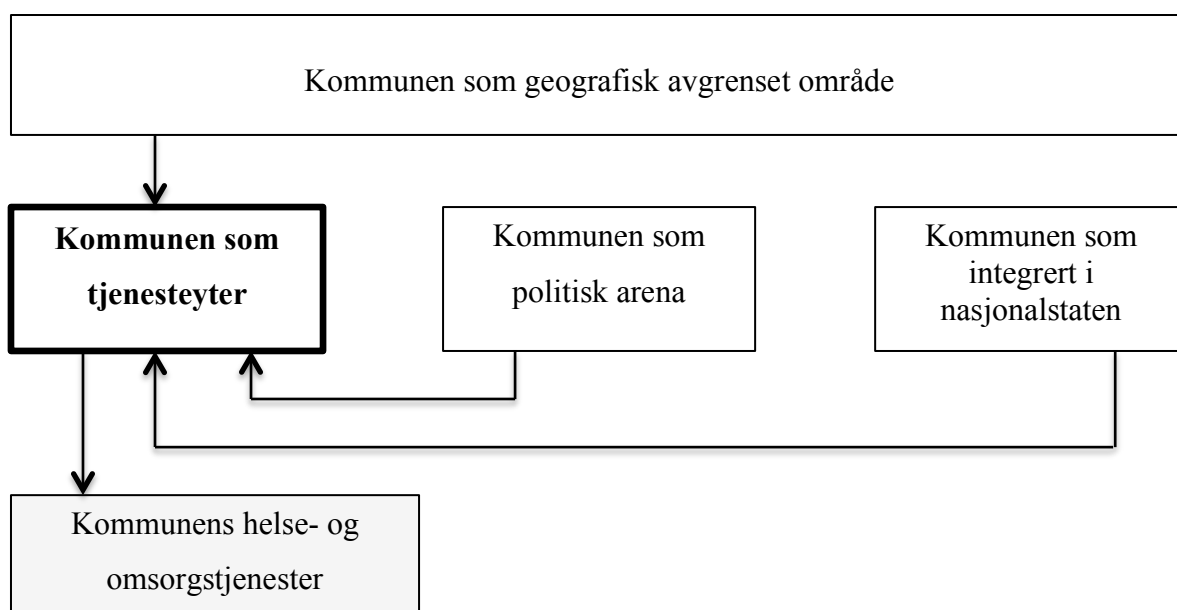 Kommunen som geografisk avgrenset område
Kommunen som
tjenesteyter
Kommunen som
politisk arena
Kommunen som
integrert i
nasjonalstaten
Kommunens helse- og
omsorgstjenester